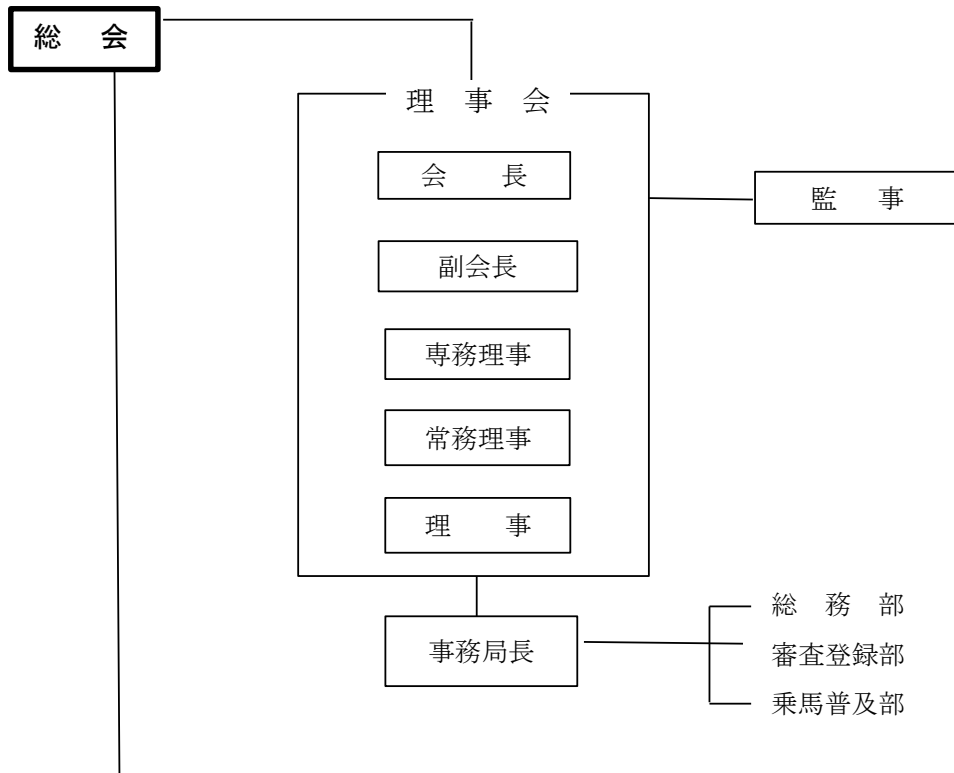 総　会
理　事　会
会　　長
監　　事
副会長
専務理事
常務理事
理　　事
事務局長
総　務　部
審査登録部
乗馬普及部